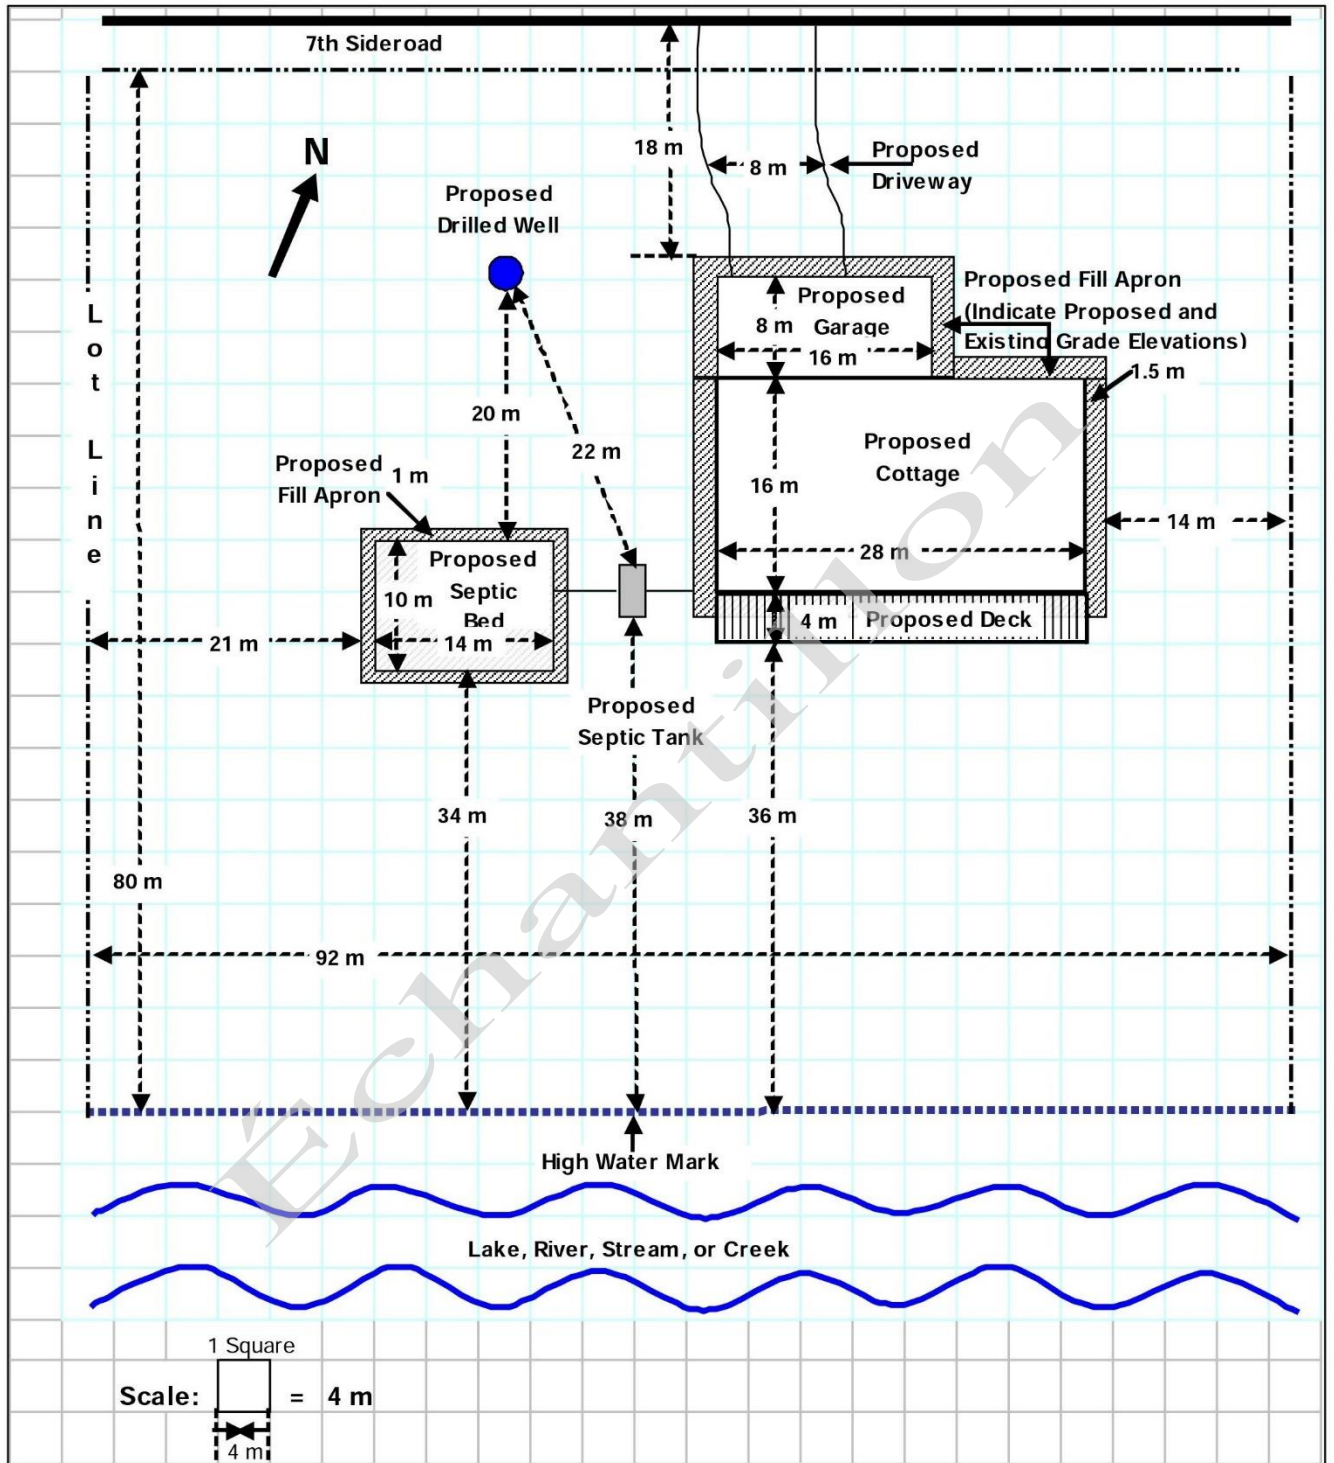 7th Sideroad
18 m
8 m
Proposed
Driveway
N
Proposed
Drilled Well
Lot Line
Proposed
Garage
8 m
16 m
Proposed Fill Apron
(Indicate Proposed and
Existing Grade Elevations)
1.5 m
20 m
22 m
Proposed
Cottage
16 m
28 m
14 m
Proposed
Fill Apron
1 m
Proposed
Septic
Bed
10 m
14 m
21 m
4 m
Proposed Deck
Proposed
Septic Tank
34 m
38 m
36 m
80 m
92 m
Échantillon
High Water Mark
Lake, River, Stream, or Creek
1 Square
Scale: = 4 m
4 m